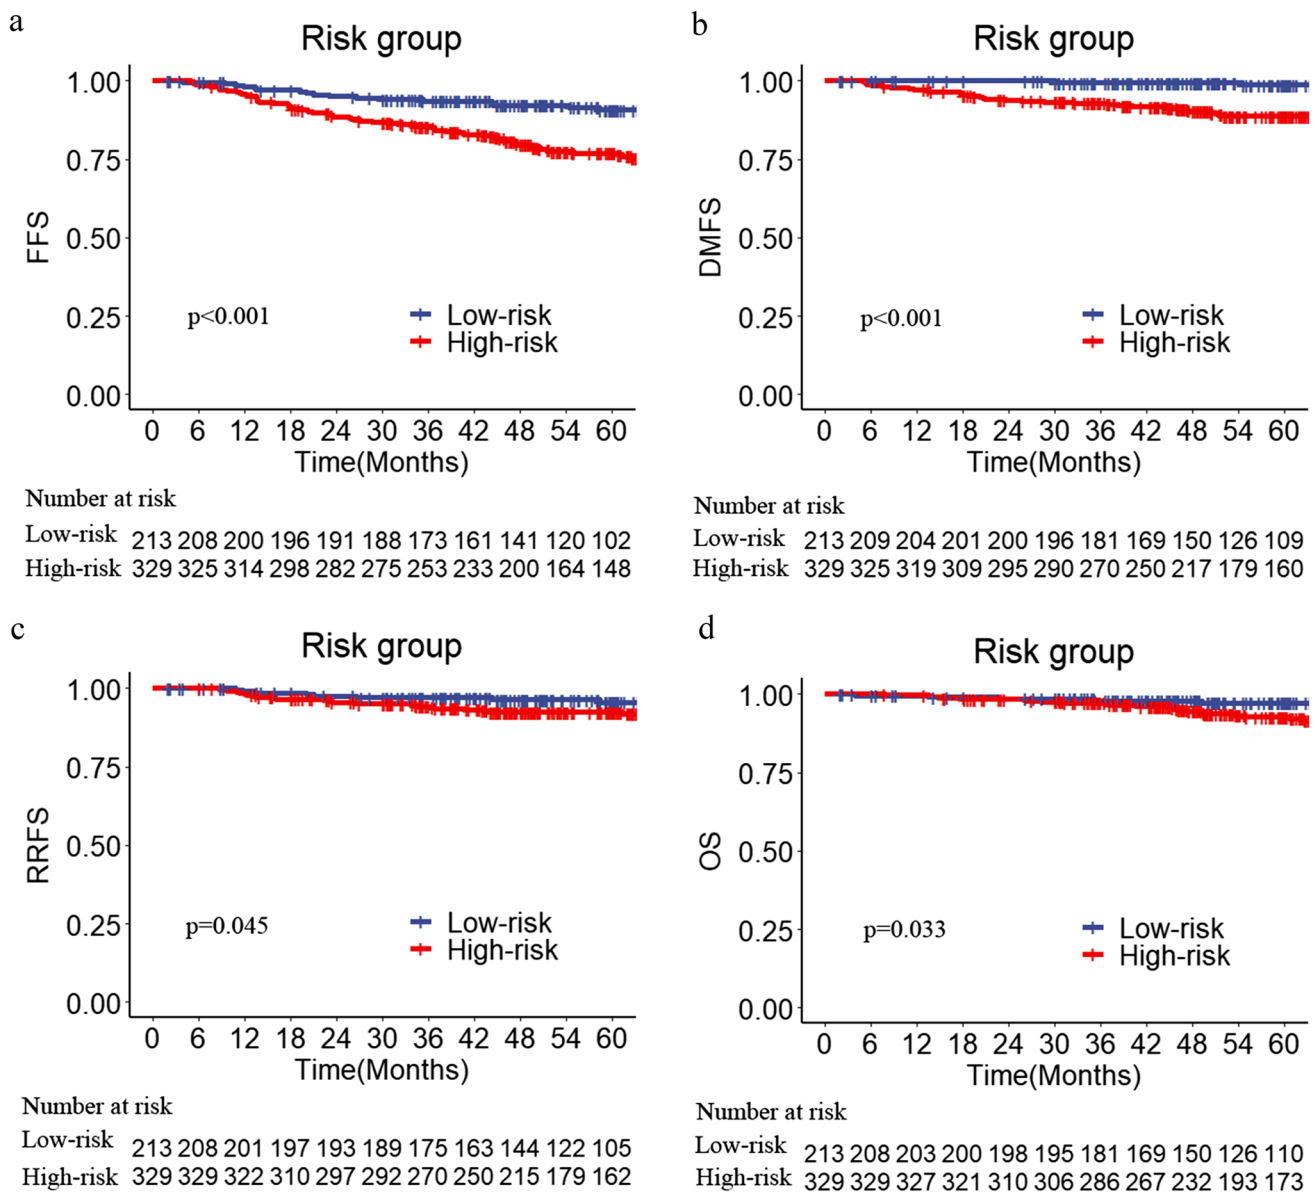 a
Risk group
1.00
0.75
0.50
0.25
0.00
FFS
p<0.001
Low-risk
High-risk
0 6 12 18 24 30 36 42 48 54 60
Time(Months)
Number at risk
Low-risk 213 208 200 196 191 188 173 161 141 120 102
High-risk 329 325 314 298 282 275 253 233 200 164 148
b
Risk group
1.00
0.75
0.50
0.25
0.00
DMFS
p<0.001
Low-risk
High-risk
0 6 12 18 24 30 36 42 48 54 60
Time(Months)
Number at risk
Low-risk 213 209 204 201 200 196 181 169 150 126 109
High-risk 329 325 319 309 295 290 270 250 217 179 160
c
Risk group
1.00
0.75
0.50
0.25
0.00
RRFS
p=0.045
Low-risk
High-risk
0 6 12 18 24 30 36 42 48 54 60
Time(Months)
Number at risk
Low-risk 213 208 201 197 193 189 175 163 144 122 105
High-risk 329 329 322 310 297 292 270 250 215 179 162
d
Risk group
1.00
0.75
0.50
0.25
0.00
OS
p=0.033
Low-risk
High-risk
0 6 12 18 24 30 36 42 48 54 60
Time(Months)
Number at risk
Low-risk 213 208 203 200 198 195 181 169 150 126 110
High-risk 329 329 327 321 310 306 286 267 232 193 173